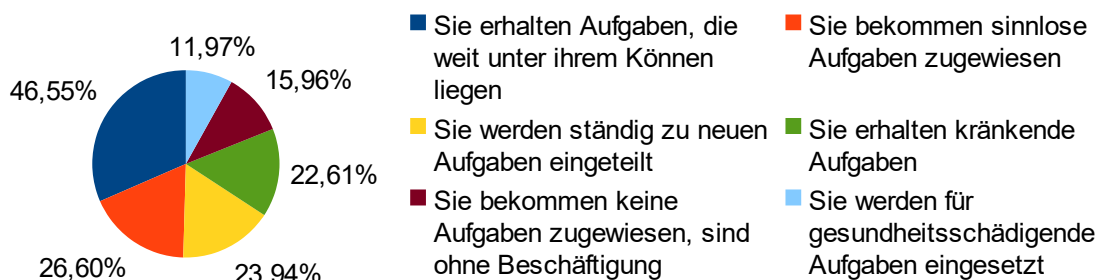 11,97%
15,96%
46,55%
22,61%
26,60%
23,94%
Sie erhalten Aufgaben, die
weit unter ihrem Können
liegen
Sie bekommen sinnlose
Aufgaben zugewiesen
Sie werden ständig zu neuen
Aufgaben eingeteilt
Sie erhalten kränkende
Aufgaben
Sie bekommen keine
Aufgaben zugewiesen, sind
ohne Beschäftigung
Sie werden für
gesundheitsschädigende
Aufgaben eingesetzt